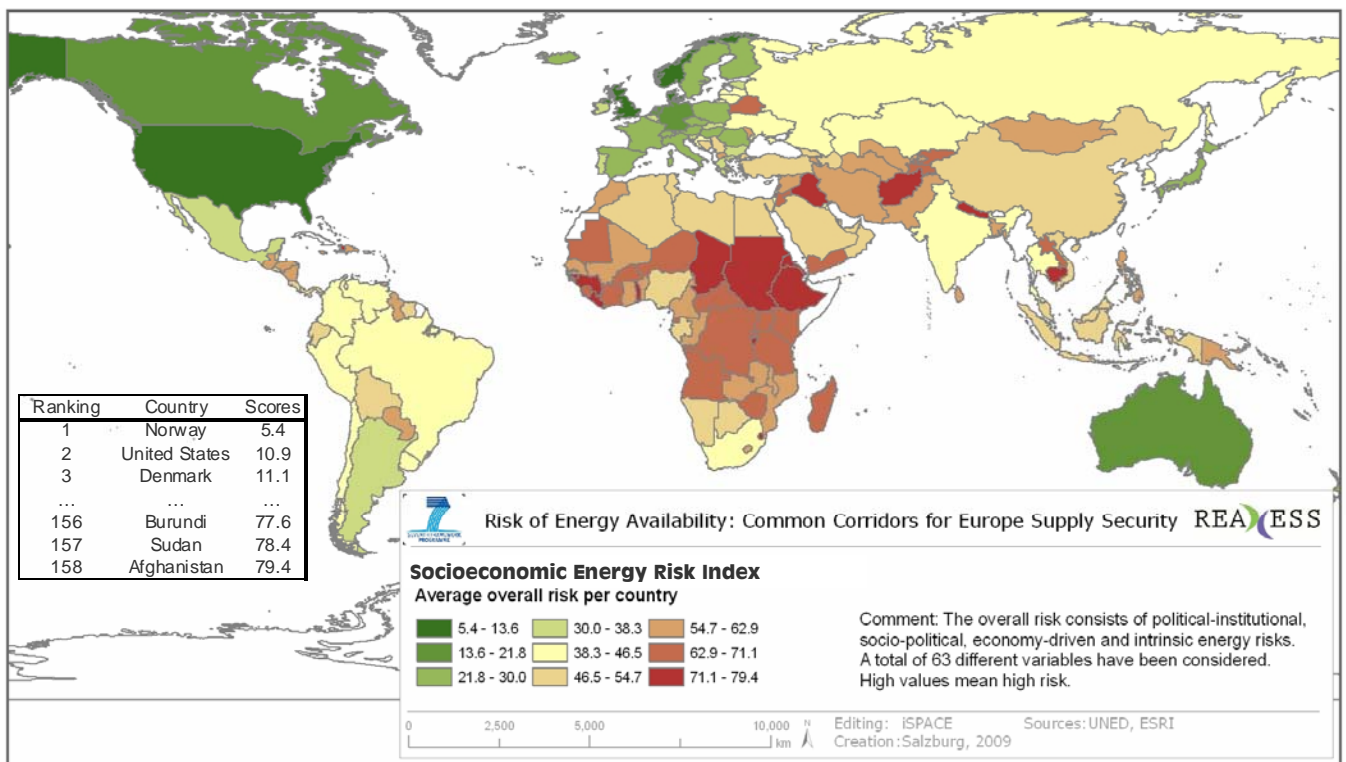 Ranking Country Scores
1 Norway 5.4
2 United States 10.9
3 Denmark 11.1
... ... ...
156 Burundi 77.6
157 Sudan 78.4
158 Afghanistan 79.4
Risk of Energy Availability: Common Corridors for Europe Supply Security REACCESS
SEVENTH FRAMEWORK
PROGRAMME
Socioeconomic Energy Risk Index
Average overall risk per country
5.4 - 13.6 30.0 - 38.3 54.7 - 62.9
13.6 - 21.8 38.3 - 46.5 62.9 - 71.1
21.8 - 30.0 46.5 - 54.7 71.1 - 79.4
Comment: The overall risk consists of political-institutional,
socio-political, economy-driven and intrinsic energy risks.
A total of 63 different variables have been considered.
High values mean high risk.
0 2,500 5,000 10,000
km
N
Editing: iSPACE Sources: UNED, ESRI
Creation: Salzburg, 2009